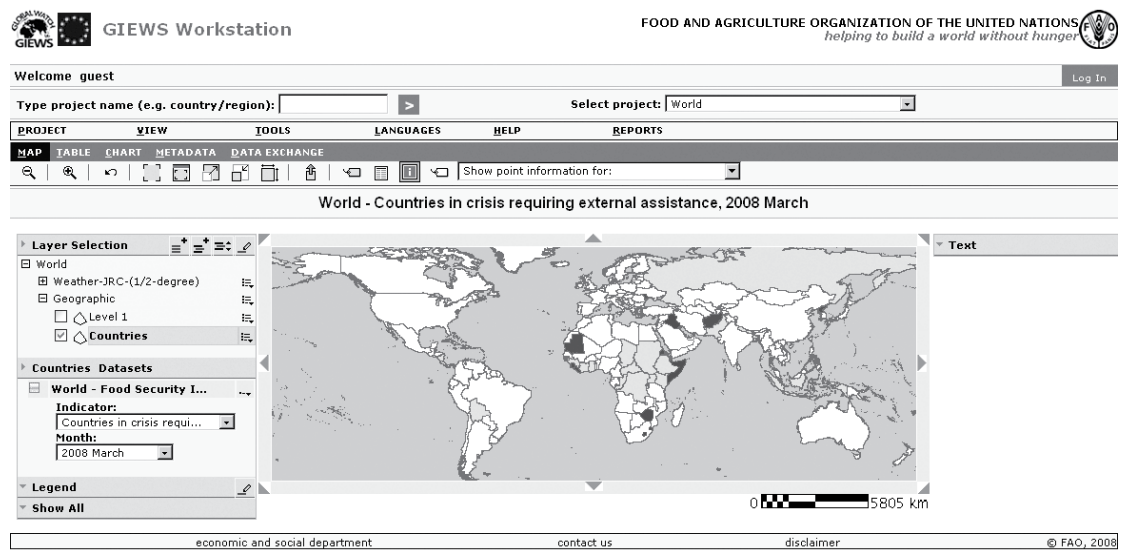 GLOBAL WATCH
GIEWS
GIEWS Workstation
FOOD AND AGRICULTURE ORGANIZATION OF THE UNITED NATIONS
helping to build a world without hunger
F A O
FIAT PANIS
Welcome guest
Log In
Type project name (e.g. country/region):
>
Select project: World
PROJECT VIEW TOOLS LANGUAGES HELP REPORTS
MAP TABLE CHART METADATA DATA EXCHANGE
Show point information for:
World - Countries in crisis requiring external assistance, 2008 March
Layer Selection
World
Weather-JRC-(1/2-degree)
Geographic
Level 1
Countries
Countries Datasets
World - Food Security I...
Indicator:
Countries in crisis requi...
Month:
2008 March
Legend
Show All
Text
0 5805 km
economic and social department contact us disclaimer © FAO, 2008